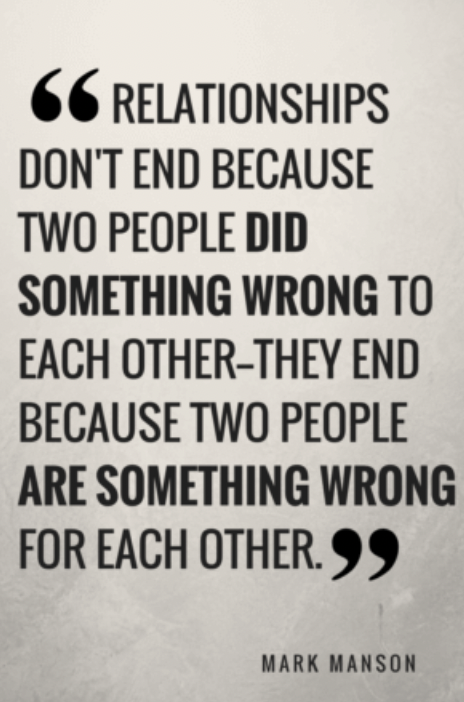 “RELATIONSHIPS
DON'T END BECAUSE
TWO PEOPLE DID
SOMETHING WRONG TO
EACH OTHER–THEY END
BECAUSE TWO PEOPLE
ARE SOMETHING WRONG
FOR EACH OTHER.”
MARK MANSON